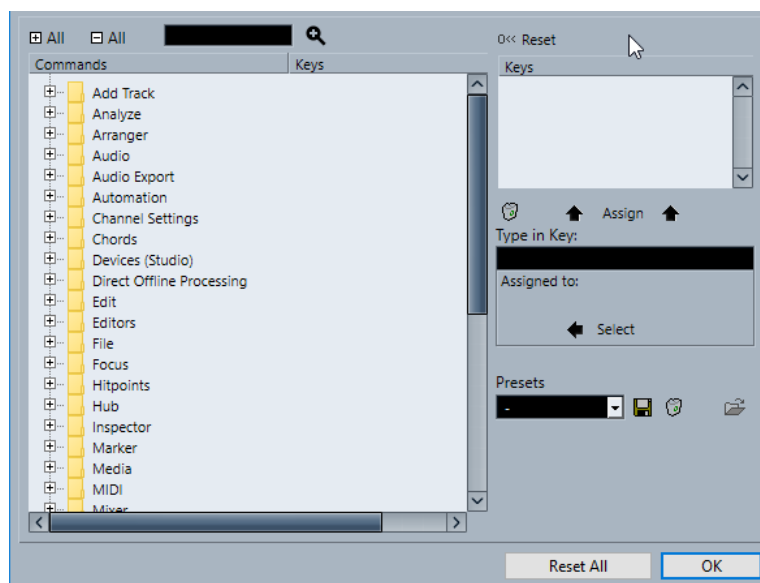 All All
0<< Reset
Commands Keys
Add Track
Analyze
Arranger
Audio
Audio Export
Automation
Channel Settings
Chords
Devices (Studio)
Direct Offline Processing
Edit
Editors
File
Focus
Hitpoints
Hub
Inspector
Marker
Media
MIDI
Mixer
Keys
Assign
Type in Key:
Assigned to:
Select
Presets
-
Reset All OK